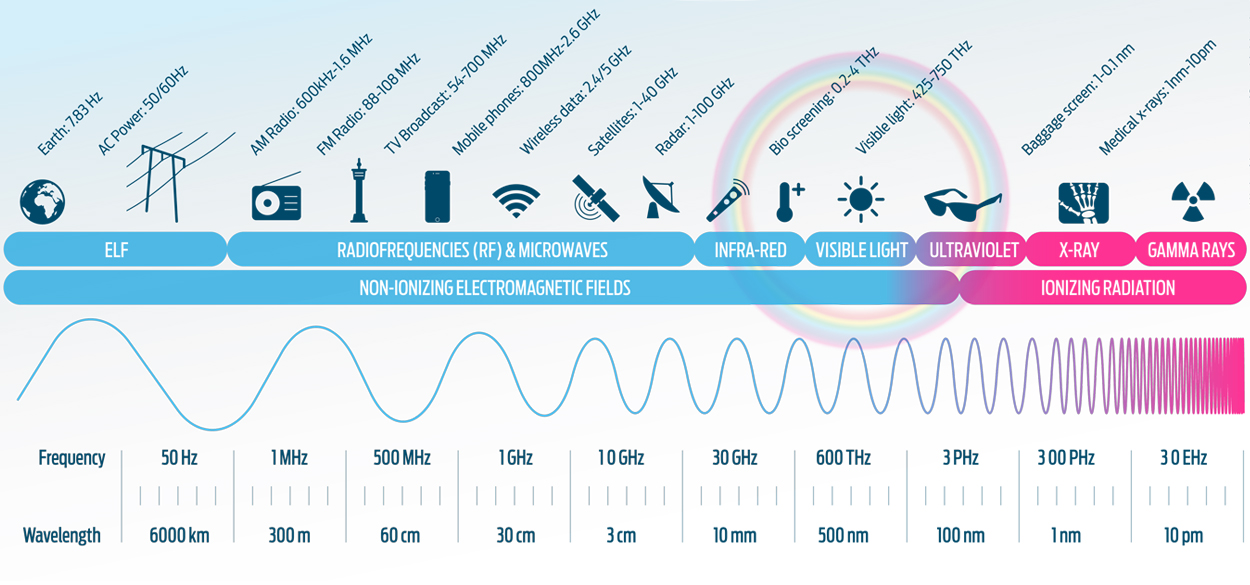 Earth: 7.83 Hz
AC Power: 50/60Hz
AM Radio: 600kHz-1.6 MHz
FM Radio: 88-108 MHz
TV Broadcast: 54-700 MHz
Mobile phones: 800MHz-2.6 GHz
Wireless data: 2.4/5 GHz
Satellites: 1-40 GHz
Radar: 1-100 GHz
Bio screening: 0.2-4 THz
Visible light: 425-750 THz
Baggage screen: 1-0.1 nm
Medical x-rays: 1nm-10pm
ELF RADIOFREQUENCIES (RF) & MICROWAVES INFRA-RED VISIBLE LIGHT ULTRAVIOLET X-RAY GAMMA RAYS
NON-IONIZING ELECTROMAGNETIC FIELDS IONIZING RADIATION
Frequency 50 Hz 1 MHz 500 MHz 1 GHz 1 0 GHz 30 GHz 600 THz 3 PHz 3 00 PHz 3 0 EHz
Wavelength 6000 km 300 m 60 cm 30 cm 3 cm 10 mm 500 nm 100 nm 1 nm 10 pm